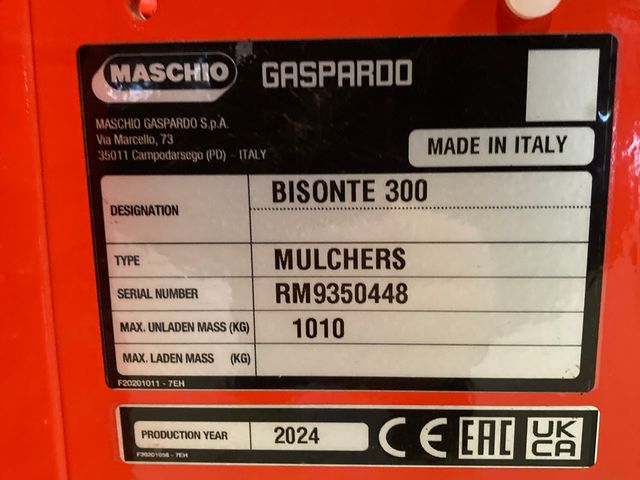 MASCHIO GASPARDO
MASCHIO GASPARDO S.p.A.
Via Marcello, 73
35011 Campodarsego (PD) - ITALY
MADE IN ITALY
DESIGNATION BISONTE 300
TYPE MULCHERS
SERIAL NUMBER RM9350448
MAX. UNLADEN MASS (KG) 1010
MAX. LADEN MASS (KG)
F20201011 - 7EH
PRODUCTION YEAR 2024 CE EAC UK CA